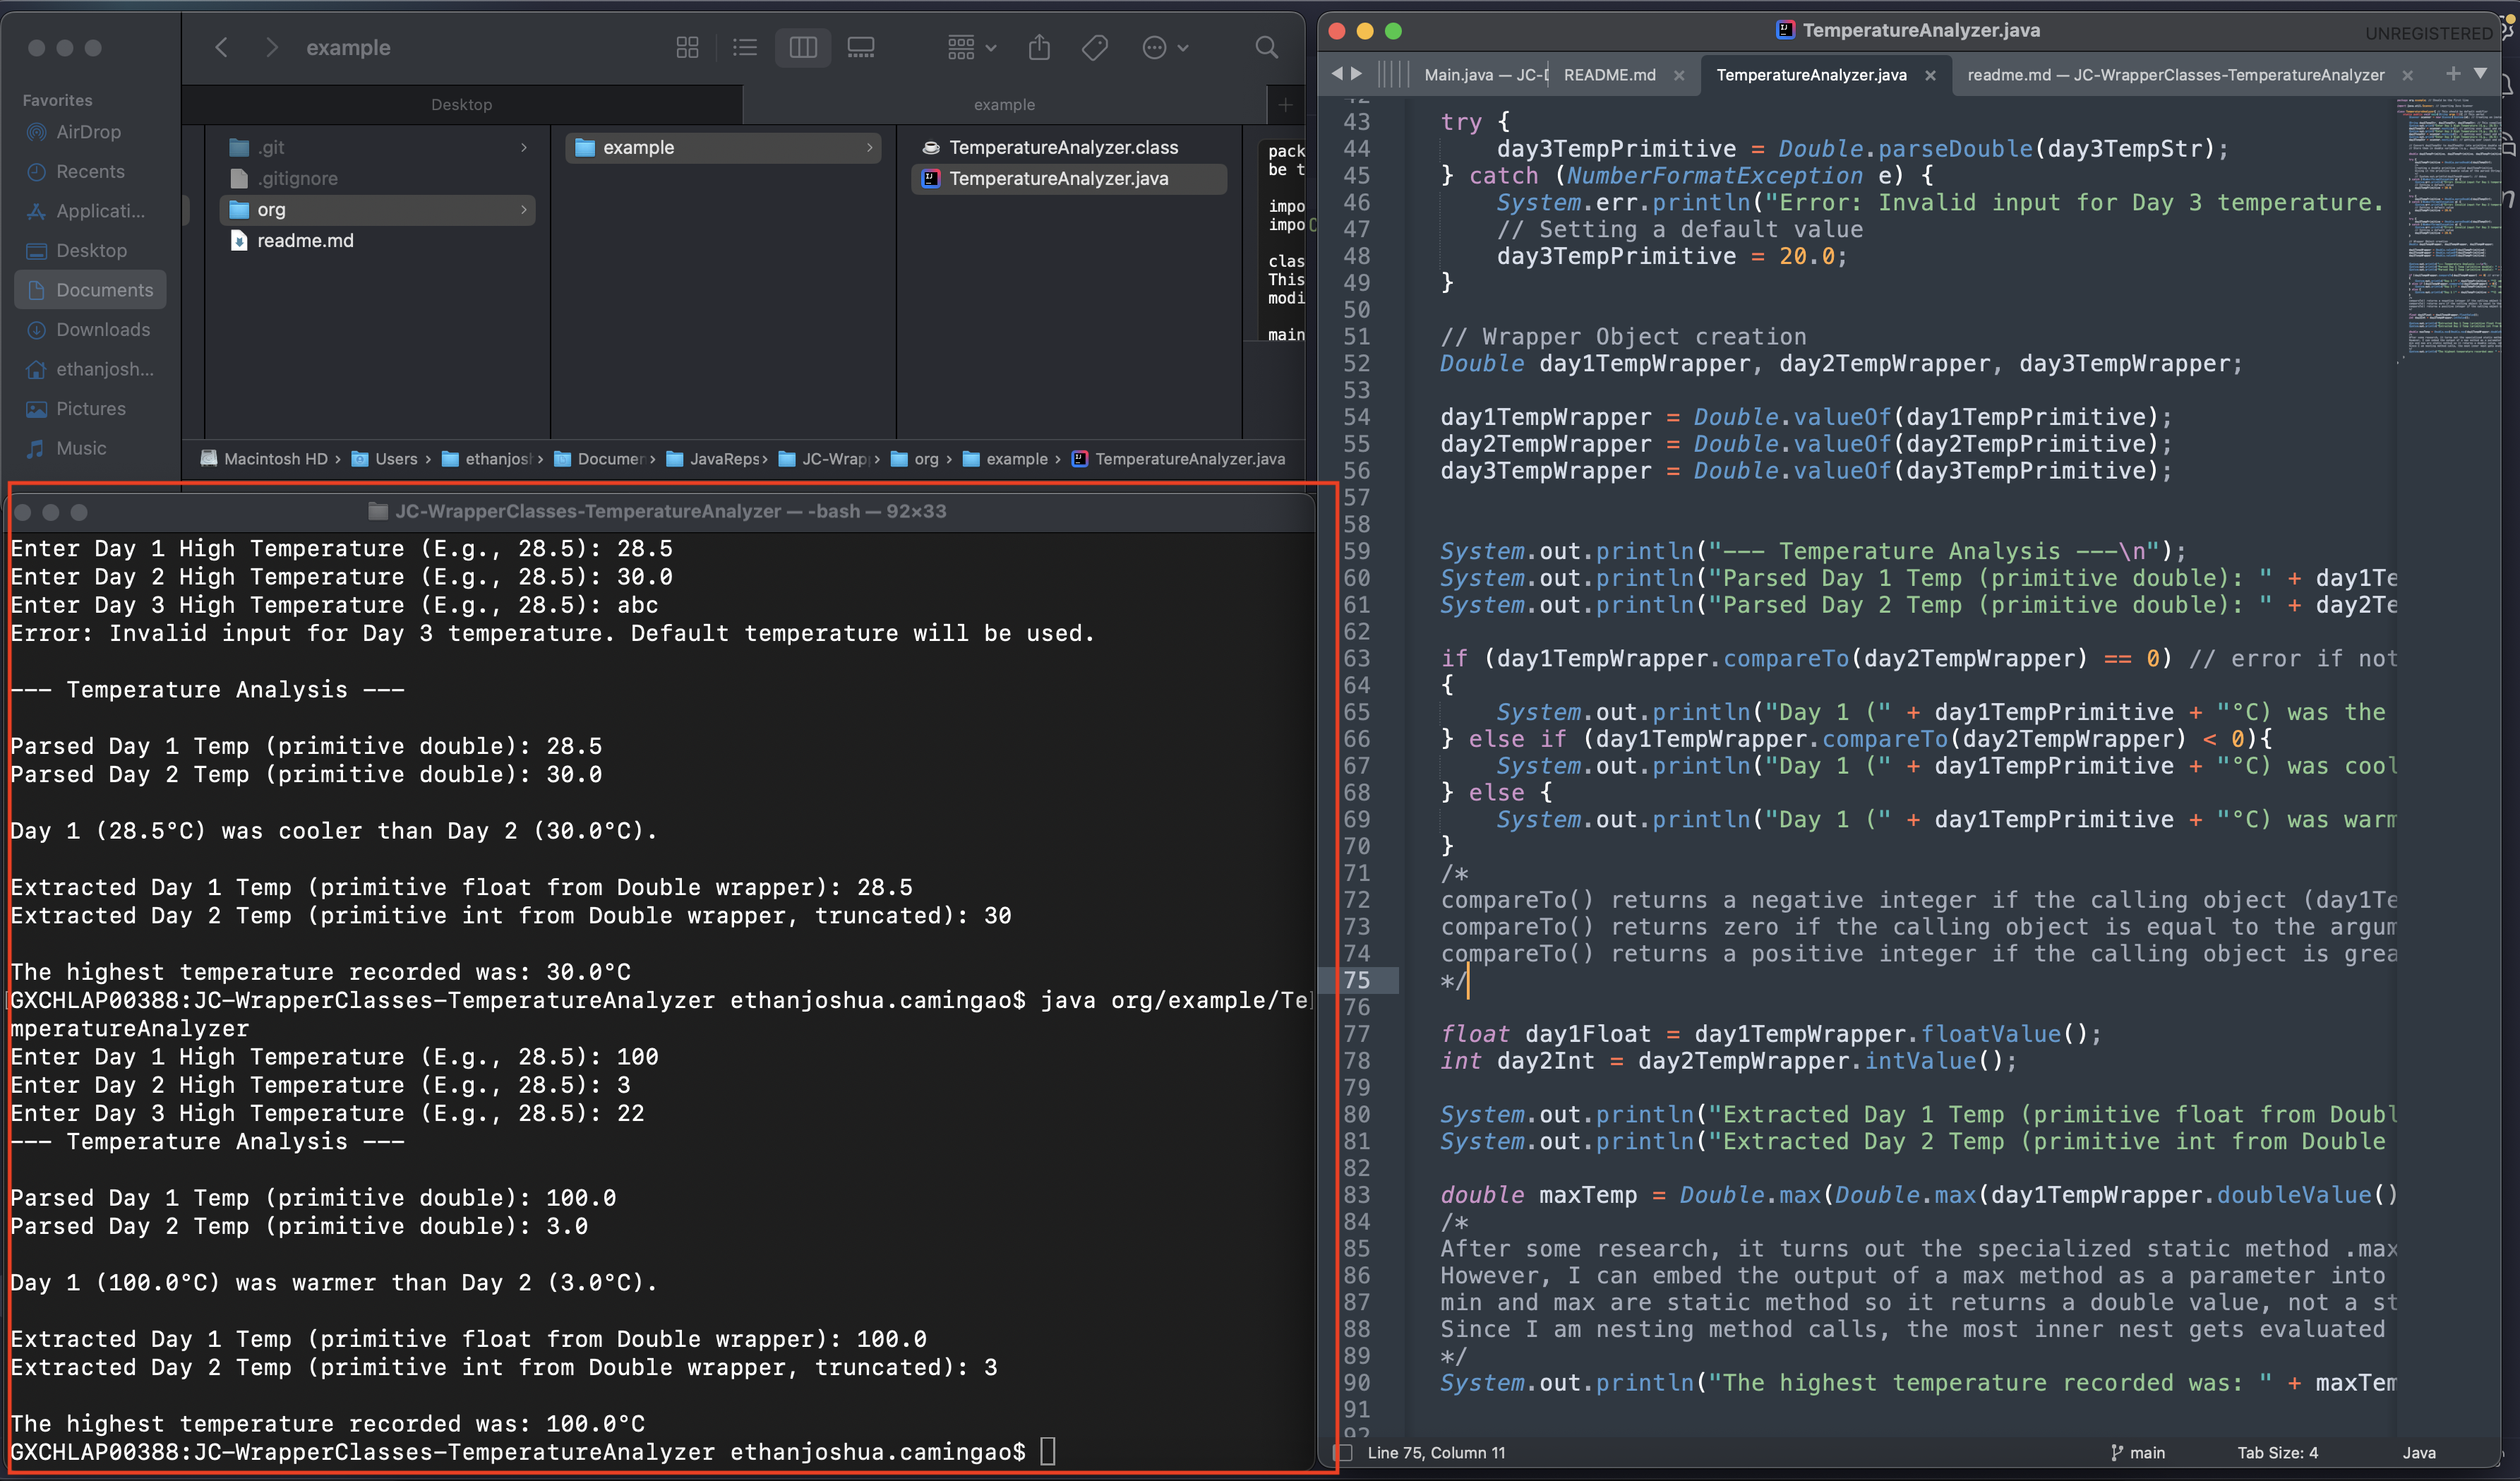 example
Desktop
example
Favorites
AirDrop
Recents
Applicati...
Desktop
Documents
Downloads
ethanjosh...
Pictures
Music
.git
.gitignore
org
readme.md
example
TemperatureAnalyzer.class
TemperatureAnalyzer.java
pack
be t
impo
impo
clas
This
modi
main
Macintosh HD › Users › ethanjosh › Documen › JavaReps › JC-Wrap › org › example › TemperatureAnalyzer.java
JC-WrapperClasses-TemperatureAnalyzer — -bash — 92×33
Enter Day 1 High Temperature (E.g., 28.5): 28.5
Enter Day 2 High Temperature (E.g., 28.5): 30.0
Enter Day 3 High Temperature (E.g., 28.5): abc
Error: Invalid input for Day 3 temperature. Default temperature will be used.
--- Temperature Analysis ---
Parsed Day 1 Temp (primitive double): 28.5
Parsed Day 2 Temp (primitive double): 30.0
Day 1 (28.5°C) was cooler than Day 2 (30.0°C).
Extracted Day 1 Temp (primitive float from Double wrapper): 28.5
Extracted Day 2 Temp (primitive int from Double wrapper, truncated): 30
The highest temperature recorded was: 30.0°C
GXCHLAP00388:JC-WrapperClasses-TemperatureAnalyzer ethanjoshua.camingao$ java org/example/Te
mperatureAnalyzer
Enter Day 1 High Temperature (E.g., 28.5): 100
Enter Day 2 High Temperature (E.g., 28.5): 3
Enter Day 3 High Temperature (E.g., 28.5): 22
--- Temperature Analysis ---
Parsed Day 1 Temp (primitive double): 100.0
Parsed Day 2 Temp (primitive double): 3.0
Day 1 (100.0°C) was warmer than Day 2 (3.0°C).
Extracted Day 1 Temp (primitive float from Double wrapper): 100.0
Extracted Day 2 Temp (primitive int from Double wrapper, truncated): 3
The highest temperature recorded was: 100.0°C
GXCHLAP00388:JC-WrapperClasses-TemperatureAnalyzer ethanjoshua.camingao$
TemperatureAnalyzer.java
UNREGISTERED
Main.java — JC-D
README.md
TemperatureAnalyzer.java
readme.md — JC-WrapperClasses-TemperatureAnalyzer
42
43 try {
44 day3TempPrimitive = Double.parseDouble(day3TempStr);
45 } catch (NumberFormatException e) {
46 System.err.println("Error: Invalid input for Day 3 temperature.
47 // Setting a default value
48 day3TempPrimitive = 20.0;
49 }
50
51 // Wrapper Object creation
52 Double day1TempWrapper, day2TempWrapper, day3TempWrapper;
53
54 day1TempWrapper = Double.valueOf(day1TempPrimitive);
55 day2TempWrapper = Double.valueOf(day2TempPrimitive);
56 day3TempWrapper = Double.valueOf(day3TempPrimitive);
57
58
59 System.out.println("--- Temperature Analysis ---\n");
60 System.out.println("Parsed Day 1 Temp (primitive double): " + day1Te
61 System.out.println("Parsed Day 2 Temp (primitive double): " + day2Te
62
63 if (day1TempWrapper.compareTo(day2TempWrapper) == 0) // error if not
64 {
65 System.out.println("Day 1 (" + day1TempPrimitive + "°C) was the
66 } else if (day1TempWrapper.compareTo(day2TempWrapper) < 0){
67 System.out.println("Day 1 (" + day1TempPrimitive + "°C) was cool
68 } else {
69 System.out.println("Day 1 (" + day1TempPrimitive + "°C) was warm
70 }
71 /*
72 compareTo() returns a negative integer if the calling object (day1Te
73 compareTo() returns zero if the calling object is equal to the argum
74 compareTo() returns a positive integer if the calling object is grea
75 */
76
77 float day1Float = day1TempWrapper.floatValue();
78 int day2Int = day2TempWrapper.intValue();
79
80 System.out.println("Extracted Day 1 Temp (primitive float from Doubl
81 System.out.println("Extracted Day 2 Temp (primitive int from Double
82
83 double maxTemp = Double.max(Double.max(day1TempWrapper.doubleValue()
84 /*
85 After some research, it turns out the specialized static method .max
86 However, I can embed the output of a max method as a parameter into
87 min and max are static method so it returns a double value, not a st
88 Since I am nesting method calls, the most inner nest gets evaluated
89 */
90 System.out.println("The highest temperature recorded was: " + maxTem
91
92
Line 75, Column 11
main
Tab Size: 4
Java